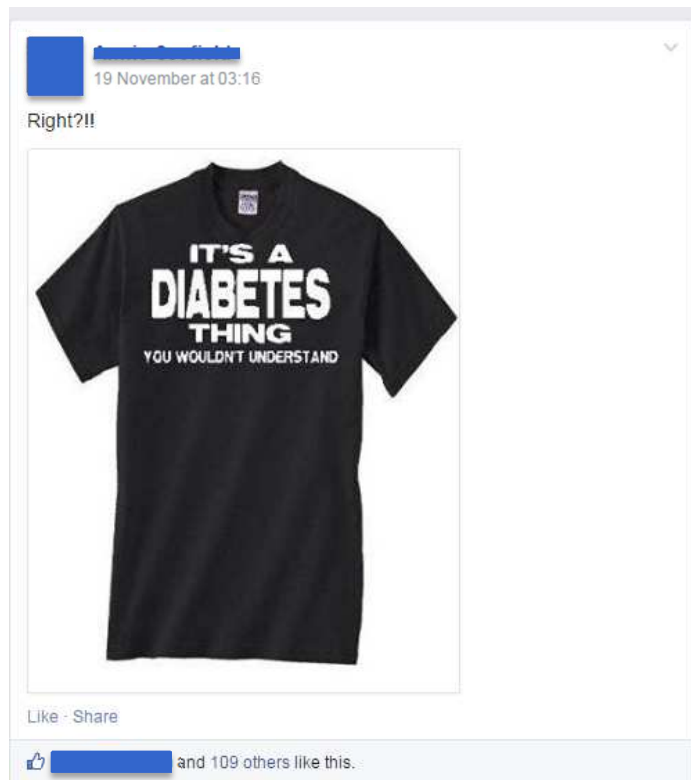 19 November at 03:16
Right?!!
IT'S A
DIABETES
THING
YOU WOULDN'T UNDERSTAND
Like · Share
and 109 others like this.